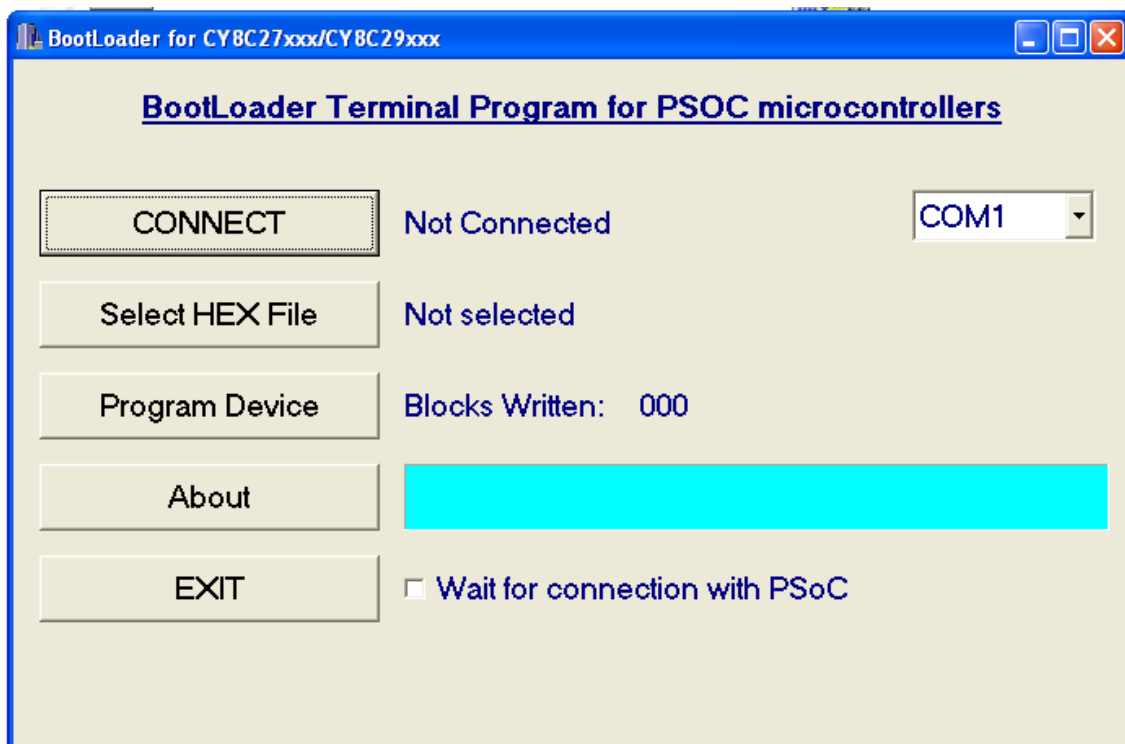 BootLoader for CY8C27xxx/CY8C29xxx
BootLoader Terminal Program for PSOC microcontrollers
CONNECT Not Connected COM1
Select HEX File Not selected
Program Device Blocks Written: 000
About
EXIT Wait for connection with PSoC